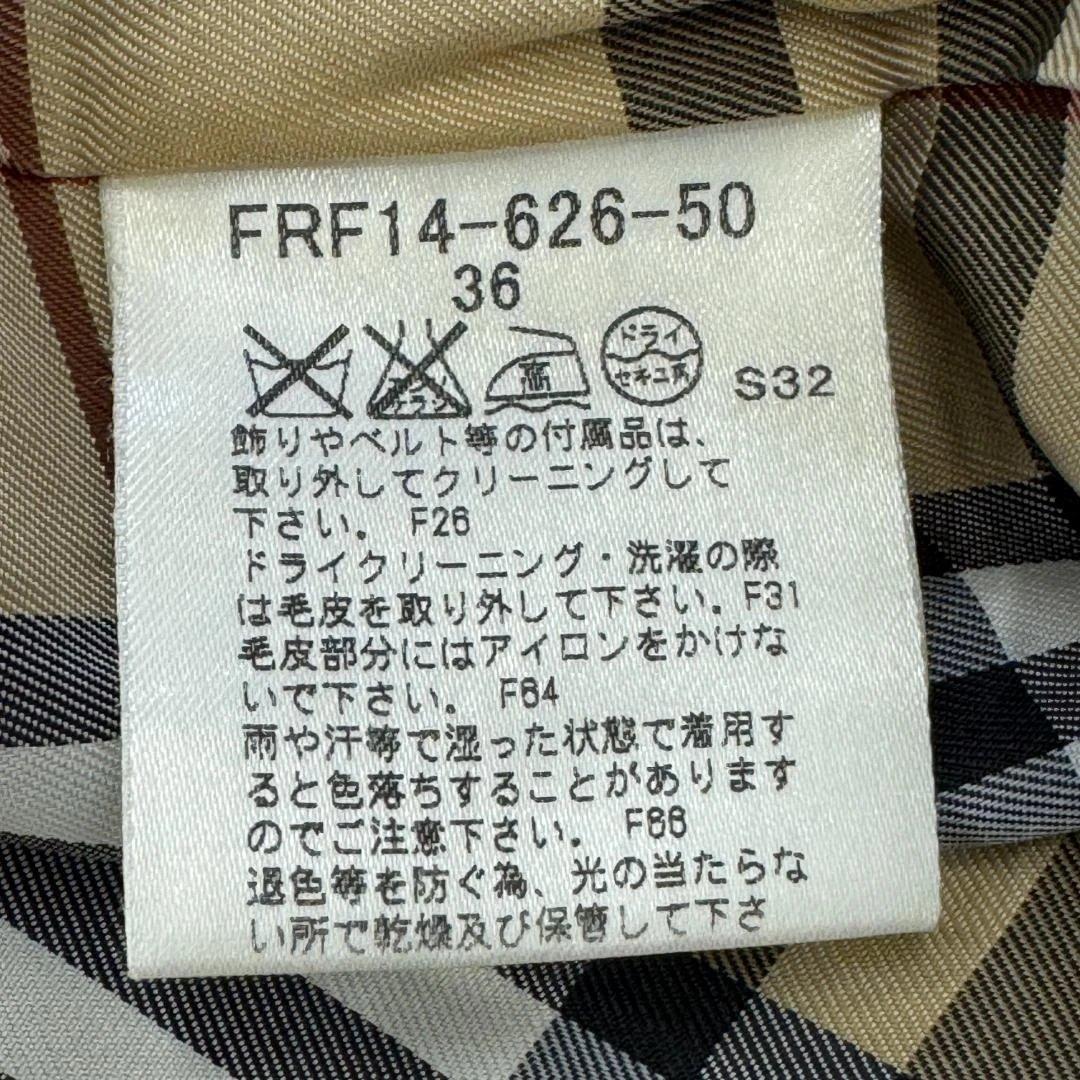 FRF14-626-50
36
ドライ
セキユ系
高
S32
飾りやベルト等の付属品は、
取り外してクリーニングして
下さい。 F26
ドライクリーニング・洗濯の際
は毛皮を取り外して下さい。F31
毛皮部分にはアイロンをかけな
いで下さい。 F64
雨や汗等で湿った状態で着用す
ると色落ちすることがあります
のでご注意下さい。 F66
退色等を防ぐ為、光の当たらな
い所で乾燥及び保管して下さ